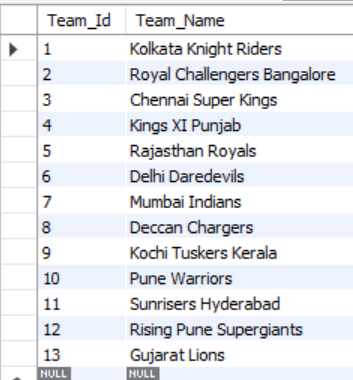 Team_Id Team_Name
1 Kolkata Knight Riders
2 Royal Challengers Bangalore
3 Chennai Super Kings
4 Kings XI Punjab
5 Rajasthan Royals
6 Delhi Daredevils
7 Mumbai Indians
8 Deccan Chargers
9 Kochi Tuskers Kerala
10 Pune Warriors
11 Sunrisers Hyderabad
12 Rising Pune Supergiants
13 Gujarat Lions
NULL NULL